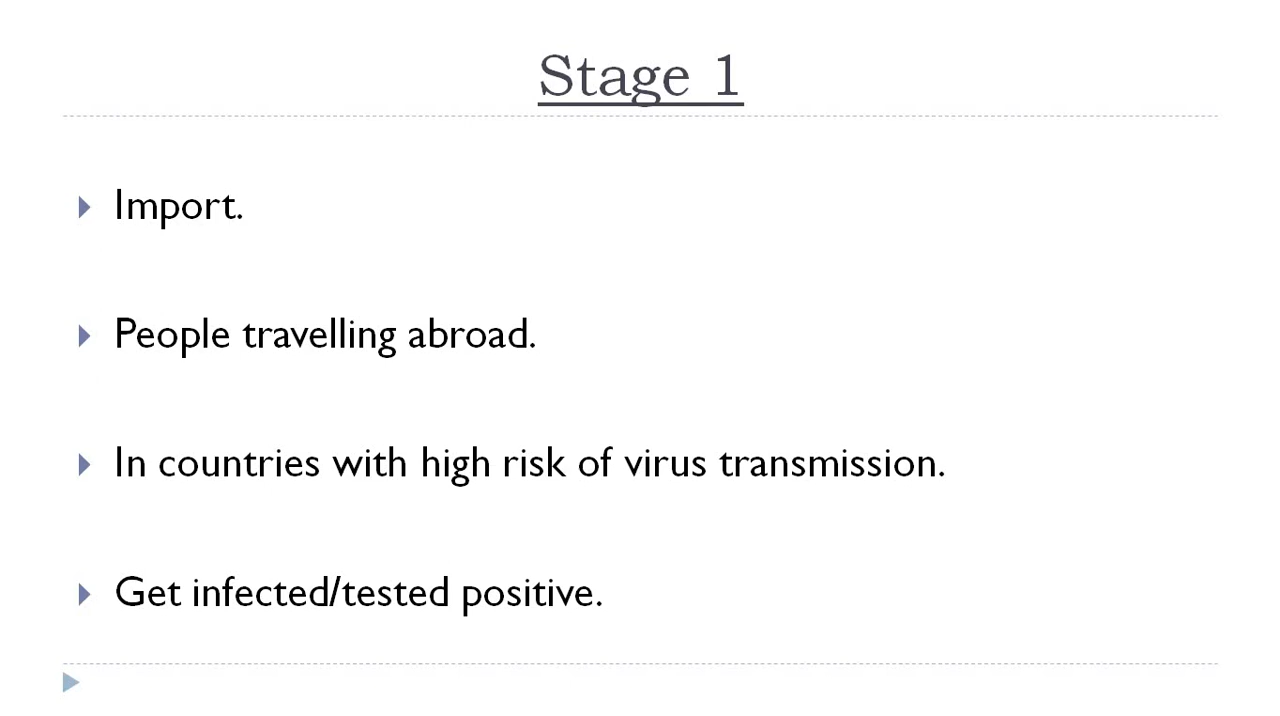 Stage 1
Import.
People travelling abroad.
In countries with high risk of virus transmission.
Get infected/tested positive.